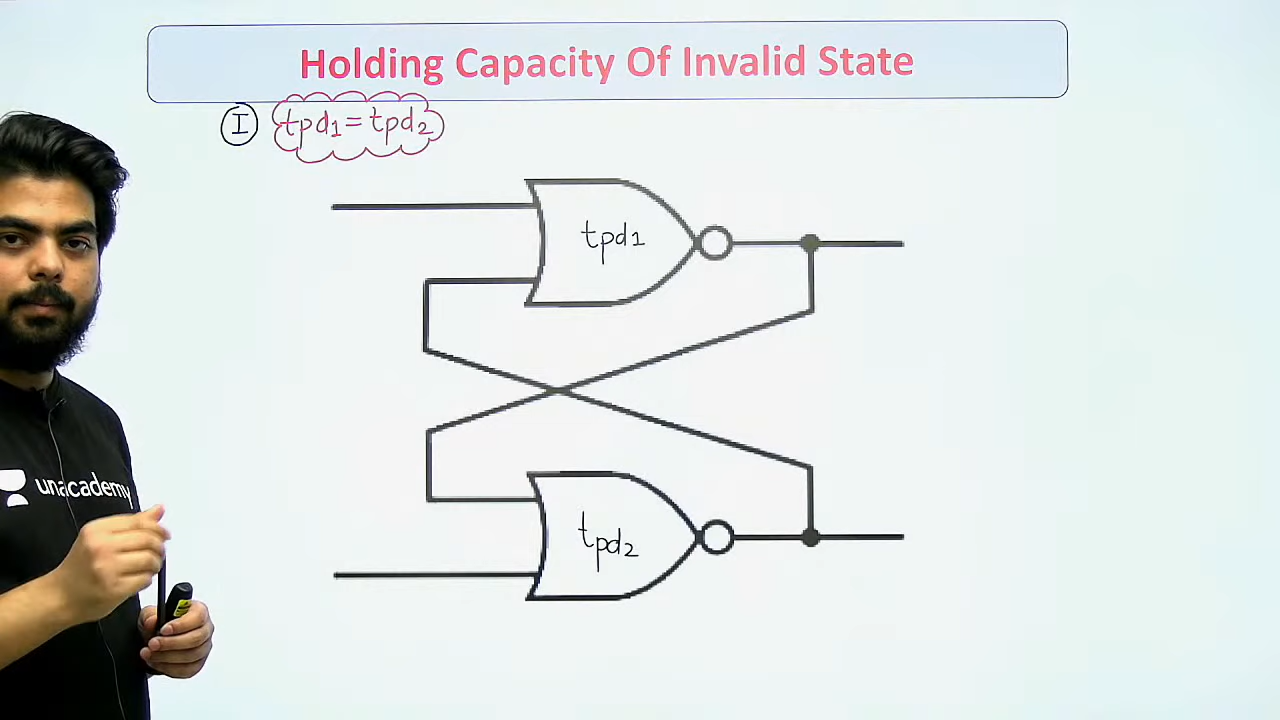 Holding Capacity Of Invalid State
I tpd1 = tpd2
tpd1
tpd2
unacademy